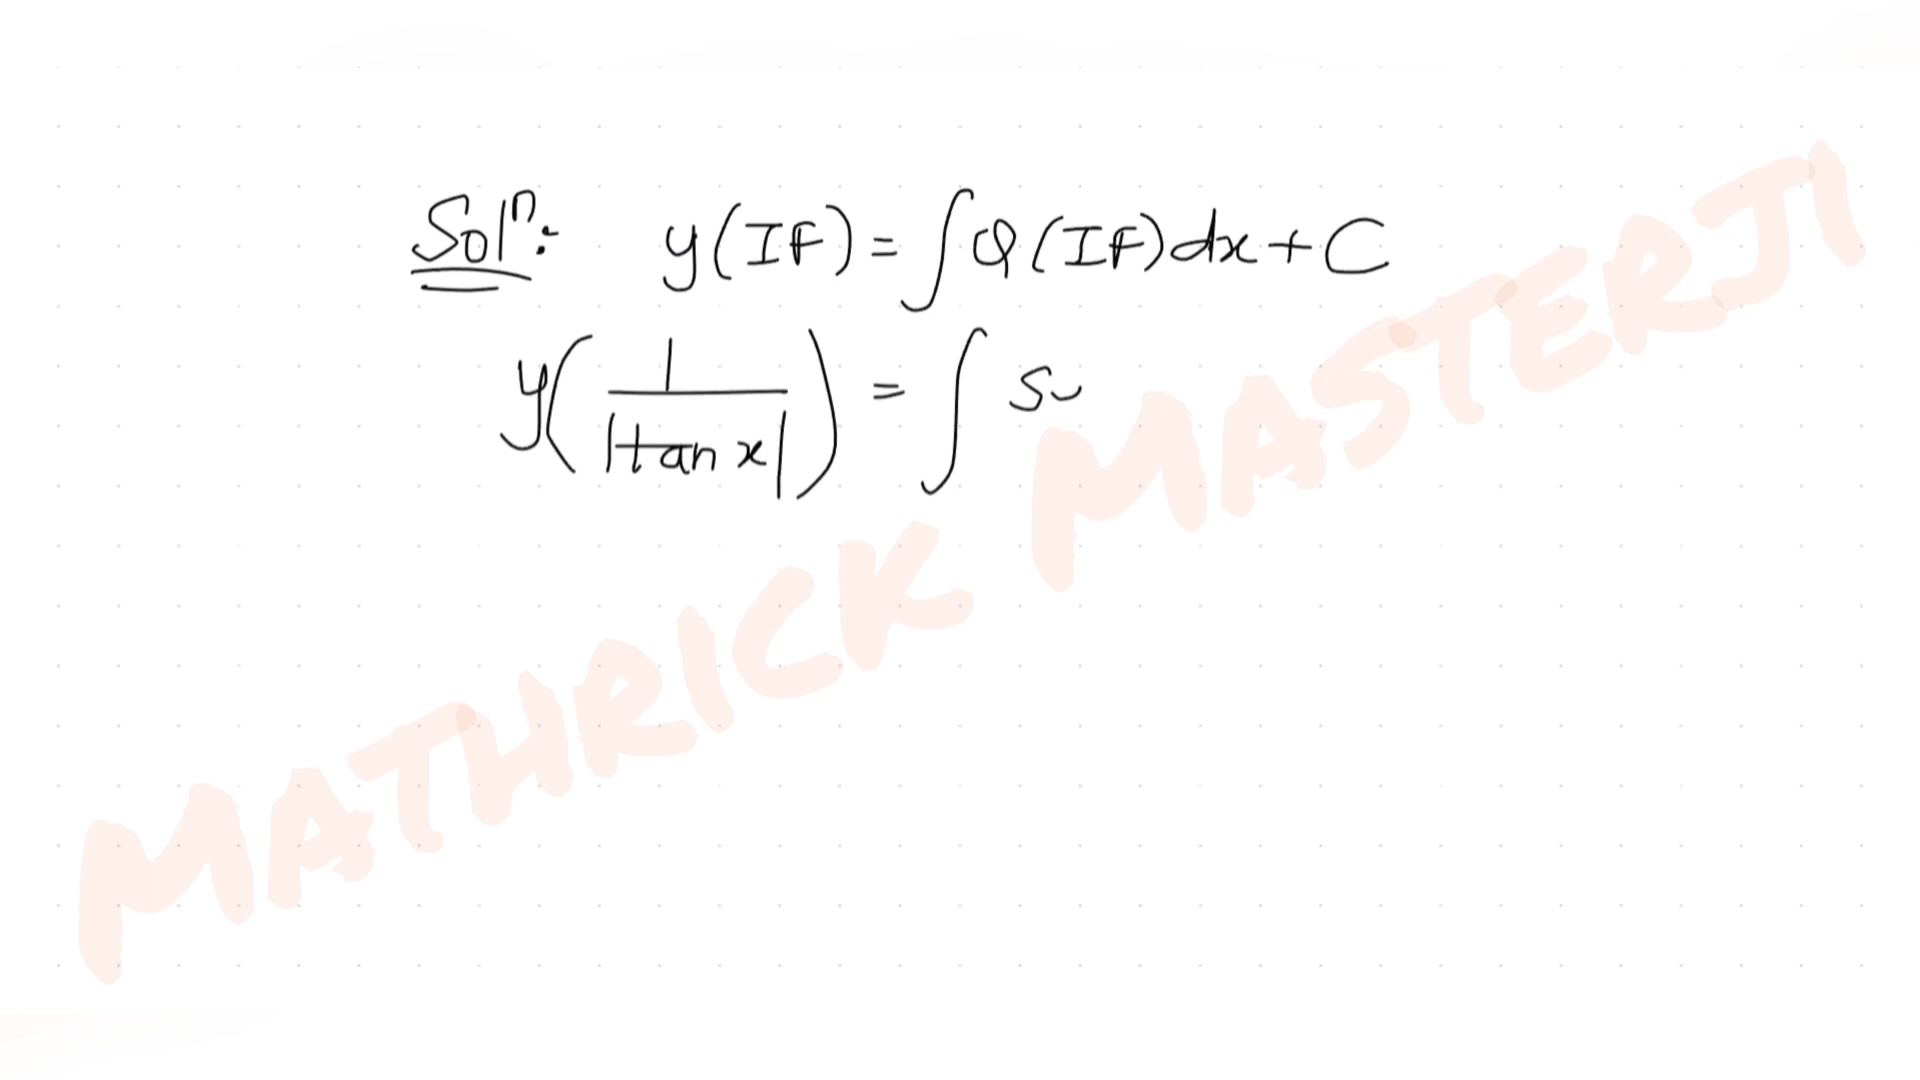 Solⁿ: y(IF) = ∫Q(IF)dx + C
y(1/|tan x|) = ∫ s
MATHRICK MASTERJI